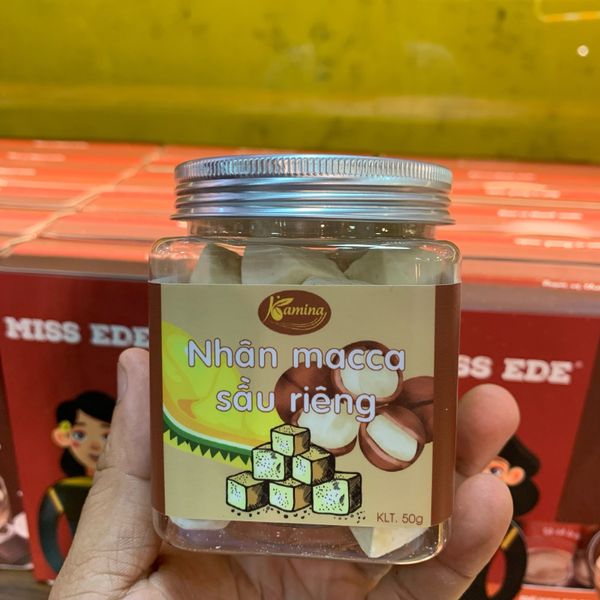 Kamina
Nhân macca
sầu riêng
KLT. 50g
MISS EDE
SS EDE